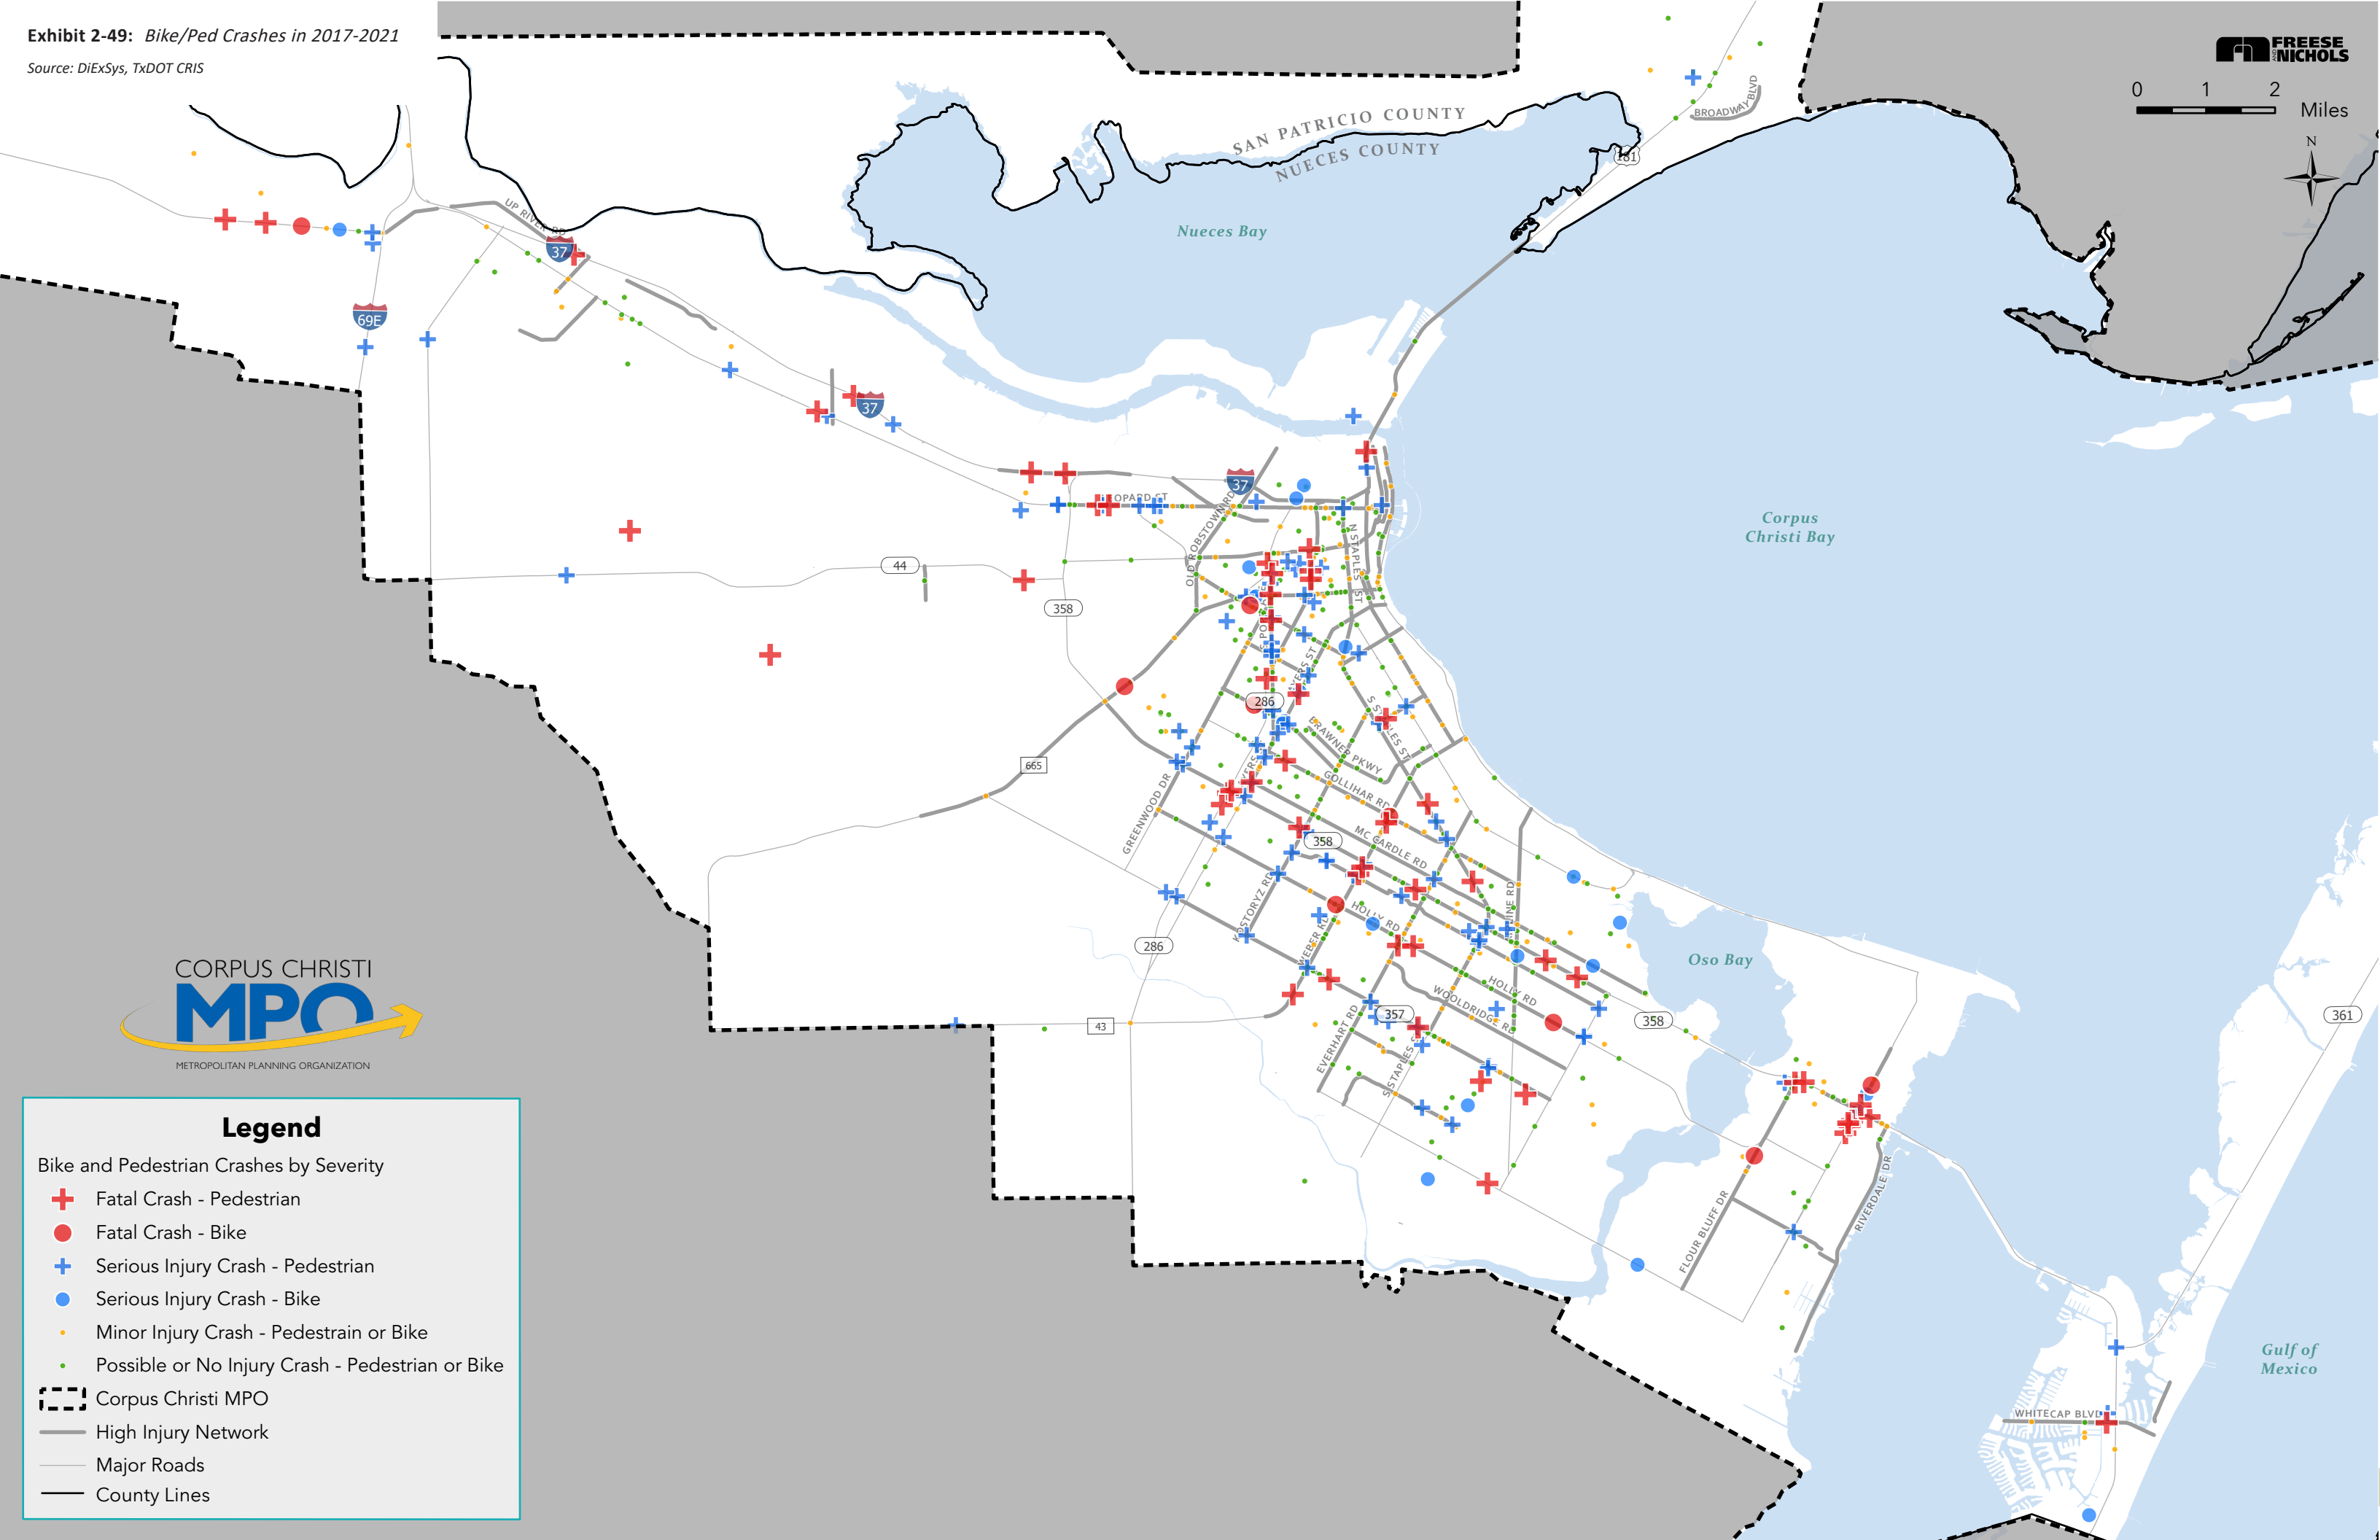 Exhibit 2-49: Bike/Ped Crashes in 2017-2021
Source: DiExSys, TxDOT CRIS
FREESE
AND
NICHOLS
0 1 2
Miles
N
BROADWAY BLVD
SAN PATRICIO COUNTY
NUECES COUNTY
181
Nueces Bay
UP RIVER RD
37
69E
37
37
LEOPARD ST
OLD ROBSTOWN RD
N STAPLES ST
Corpus
Christi Bay
44
358
286
S STAPLES ST
BRAWNER PKWY
665
GOLLIHAR RD
GREENWOOD DR
358
MC CARDLE RD
KOSTORYZ RD
HOLLY RD
WEBER RD
286
Oso Bay
HOLLY RD
WOOLDRIDGE RD
357
358
361
43
EVERHART RD
S STAPLES
RIVERDALE DR
FLOUR BLUFF DR
Gulf of
Mexico
WHITECAP BLVD
CORPUS CHRISTI
MPO
METROPOLITAN PLANNING ORGANIZATION
Legend
Bike and Pedestrian Crashes by Severity
Fatal Crash - Pedestrian
Fatal Crash - Bike
Serious Injury Crash - Pedestrian
Serious Injury Crash - Bike
Minor Injury Crash - Pedestrain or Bike
Possible or No Injury Crash - Pedestrian or Bike
Corpus Christi MPO
High Injury Network
Major Roads
County Lines